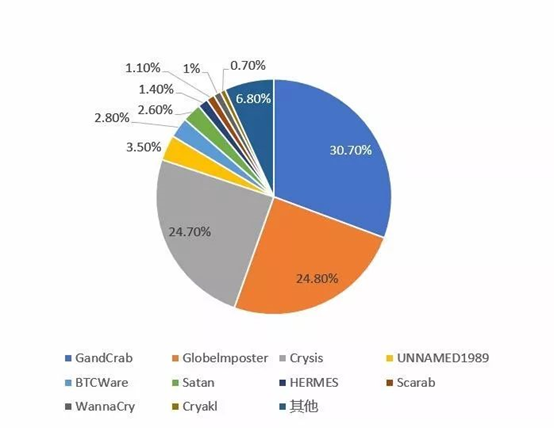 1.10%
1%
0.70%
1.40%
6.80%
2.60%
2.80%
3.50%
30.70%
24.70%
24.80%
GandCrab
GlobeImposter
Crysis
UNNAMED1989
BTCWare
Satan
HERMES
Scarab
WannaCry
Cryakl
其他